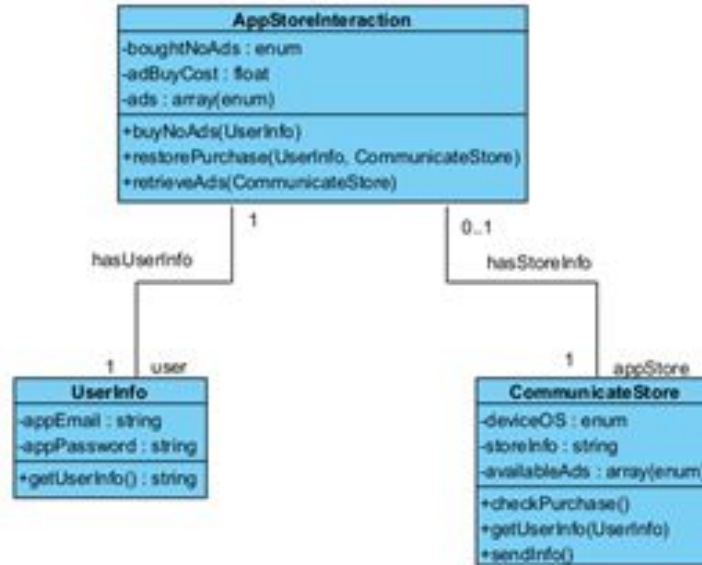 AppStoreInteraction
-boughtNoAds : enum
-adBuyCost : float
-ads : array(enum)
+buyNoAds(UserInfo)
+restorePurchase(UserInfo, CommunicateStore)
+retrieveAds(CommunicateStore)
1
0..1
hasUserInfo
hasStoreInfo
1
user
1
appStore
UserInfo
-appEmail : string
-appPassword : string
+getUserInfo() : string
CommunicateStore
-deviceOS : enum
-storeInfo : string
-availableAds : array(enum)
+checkPurchase()
+getUserInfo(UserInfo)
+sendInfo()